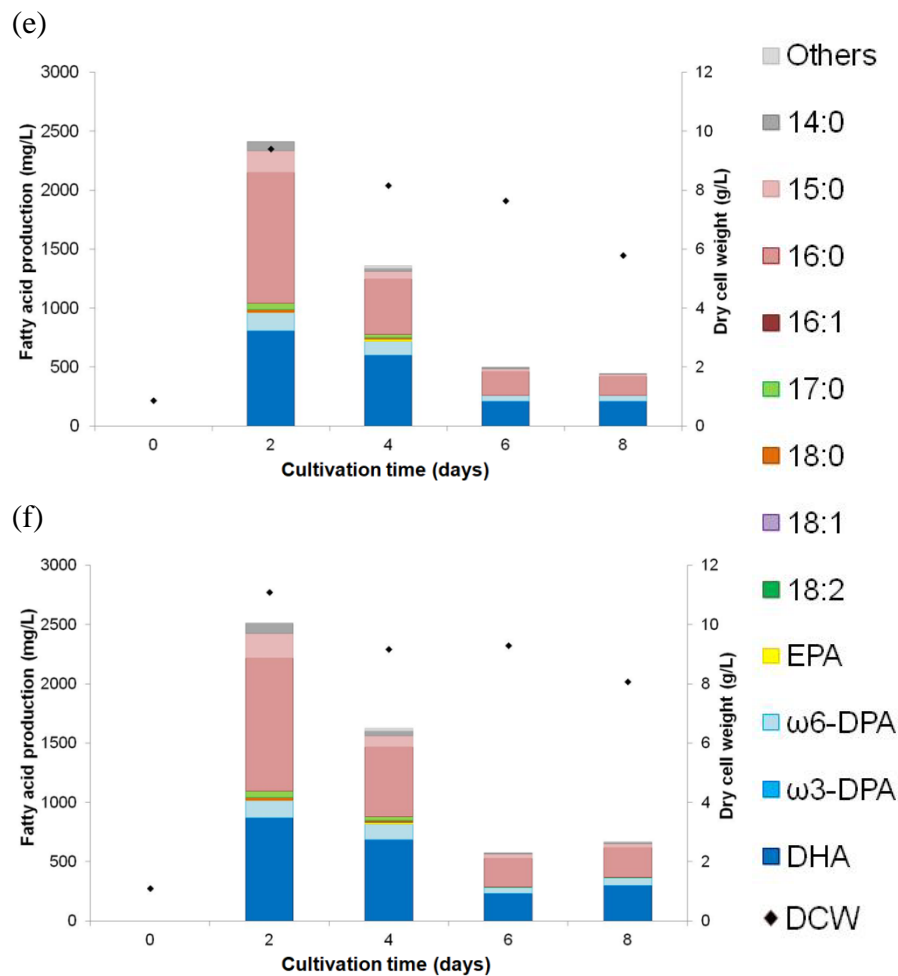 (e)
3000
2500
2000
1500
1000
500
0
Fatty acid production (mg/L)
12
10
8
6
4
2
0
Dry cell weight (g/L)
0 2 4 6 8
Cultivation time (days)
(f)
3000
2500
2000
1500
1000
500
0
Fatty acid production (mg/L)
12
10
8
6
4
2
0
Dry cell weight (g/L)
0 2 4 6 8
Cultivation time (days)
Others
14:0
15:0
16:0
16:1
17:0
18:0
18:1
18:2
EPA
ω6-DPA
ω3-DPA
DHA
DCW